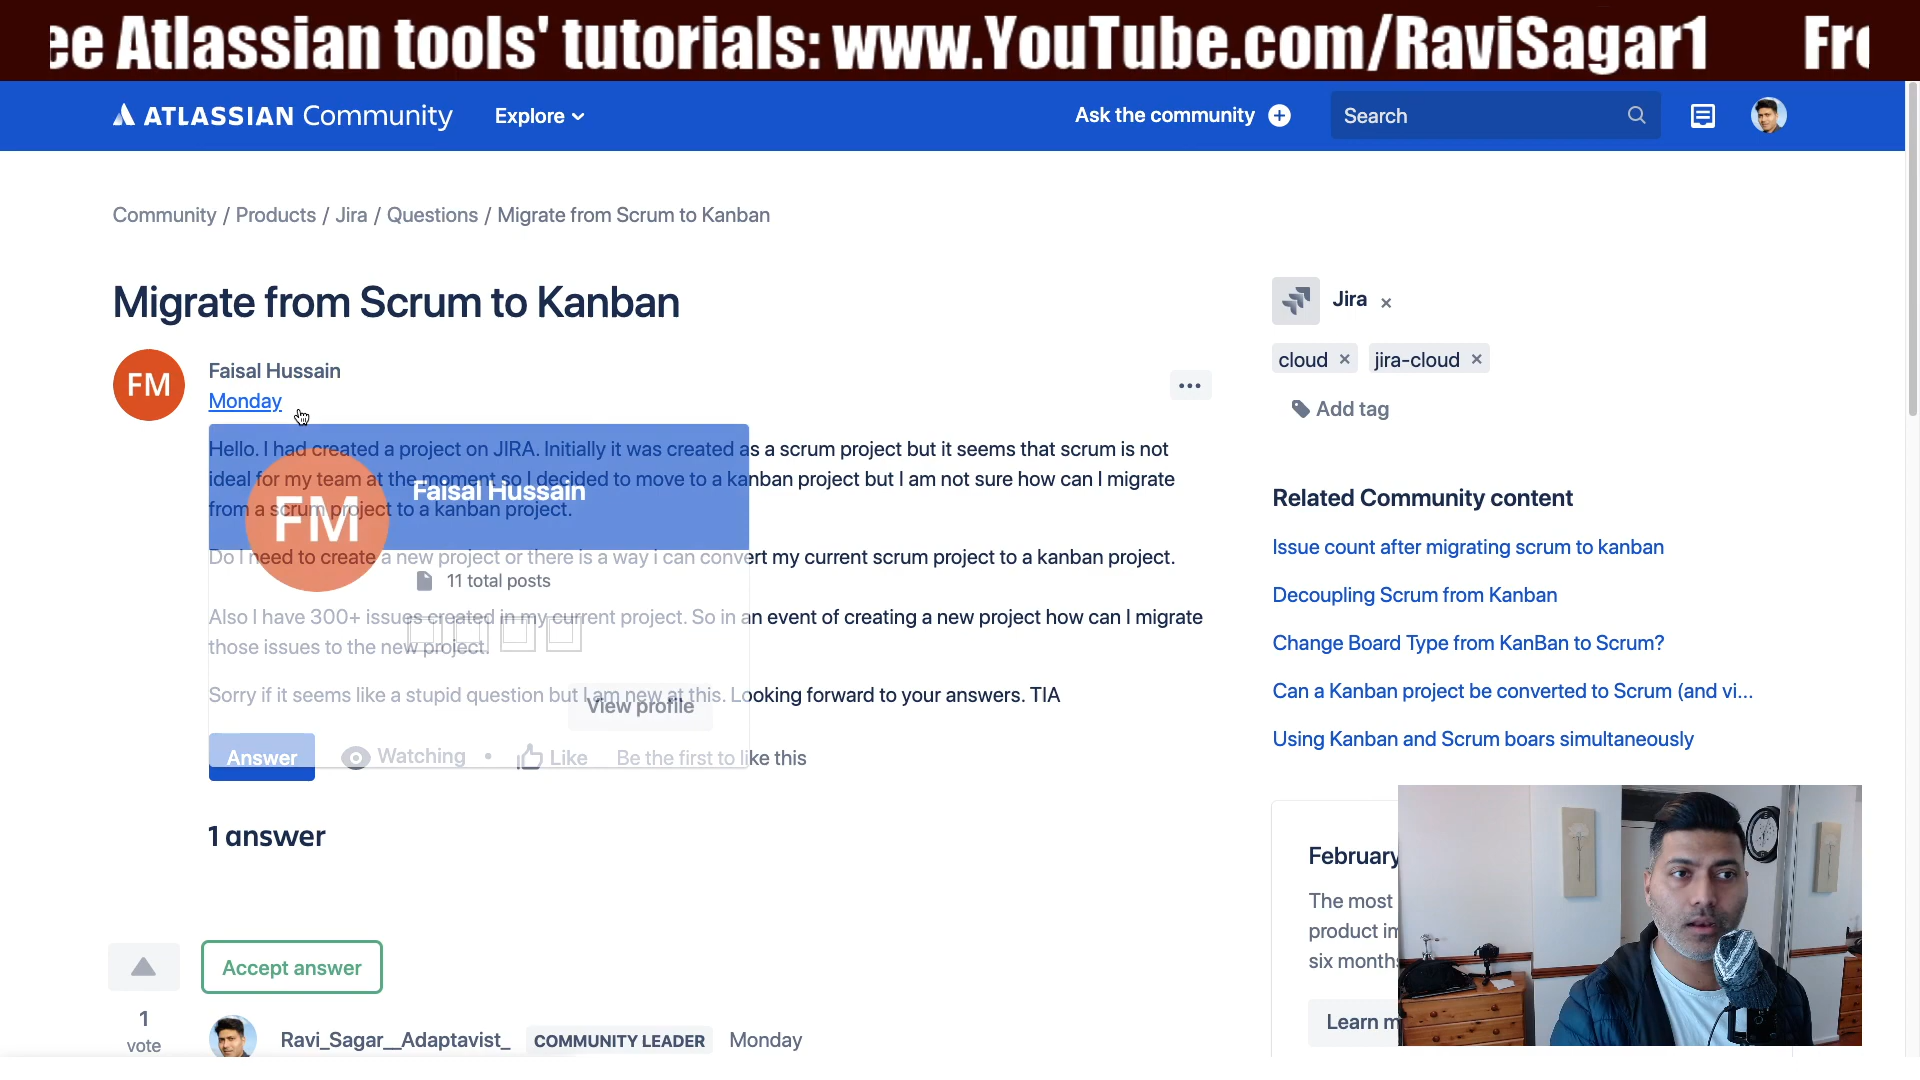 ee Atlassian tools' tutorials: www.YouTube.com/RaviSagar1 Fre
ATLASSIAN Community Explore Ask the community Search
Community / Products / Jira / Questions / Migrate from Scrum to Kanban
Migrate from Scrum to Kanban
FM
Faisal Hussain
Monday
Hello. I had created a project on JIRA. Initially it was created as a scrum project but it seems that scrum is not
ideal for my team at the moment so I decided to move to a kanban project but I am not sure how can I migrate
from a scrum project to a kanban project.
FM Faisal Hussain
Do I need to create a new project or there is a way i can convert my current scrum project to a kanban project.
11 total posts
Also I have 300+ issues created in my current project. So in an event of creating a new project how can I migrate
those issues to the new project.
Sorry if it seems like a stupid question but I am new at this. Looking forward to your answers. TIA
View profile
Answer Watching • Like Be the first to like this
1 answer
Accept answer
1
vote
Ravi_Sagar__Adaptavist_ COMMUNITY LEADER Monday
Jira ×
cloud × jira-cloud ×
Add tag
Related Community content
Issue count after migrating scrum to kanban
Decoupling Scrum from Kanban
Change Board Type from KanBan to Scrum?
Can a Kanban project be converted to Scrum (and vi...
Using Kanban and Scrum boars simultaneously
February
The most
product in
six months
Learn m